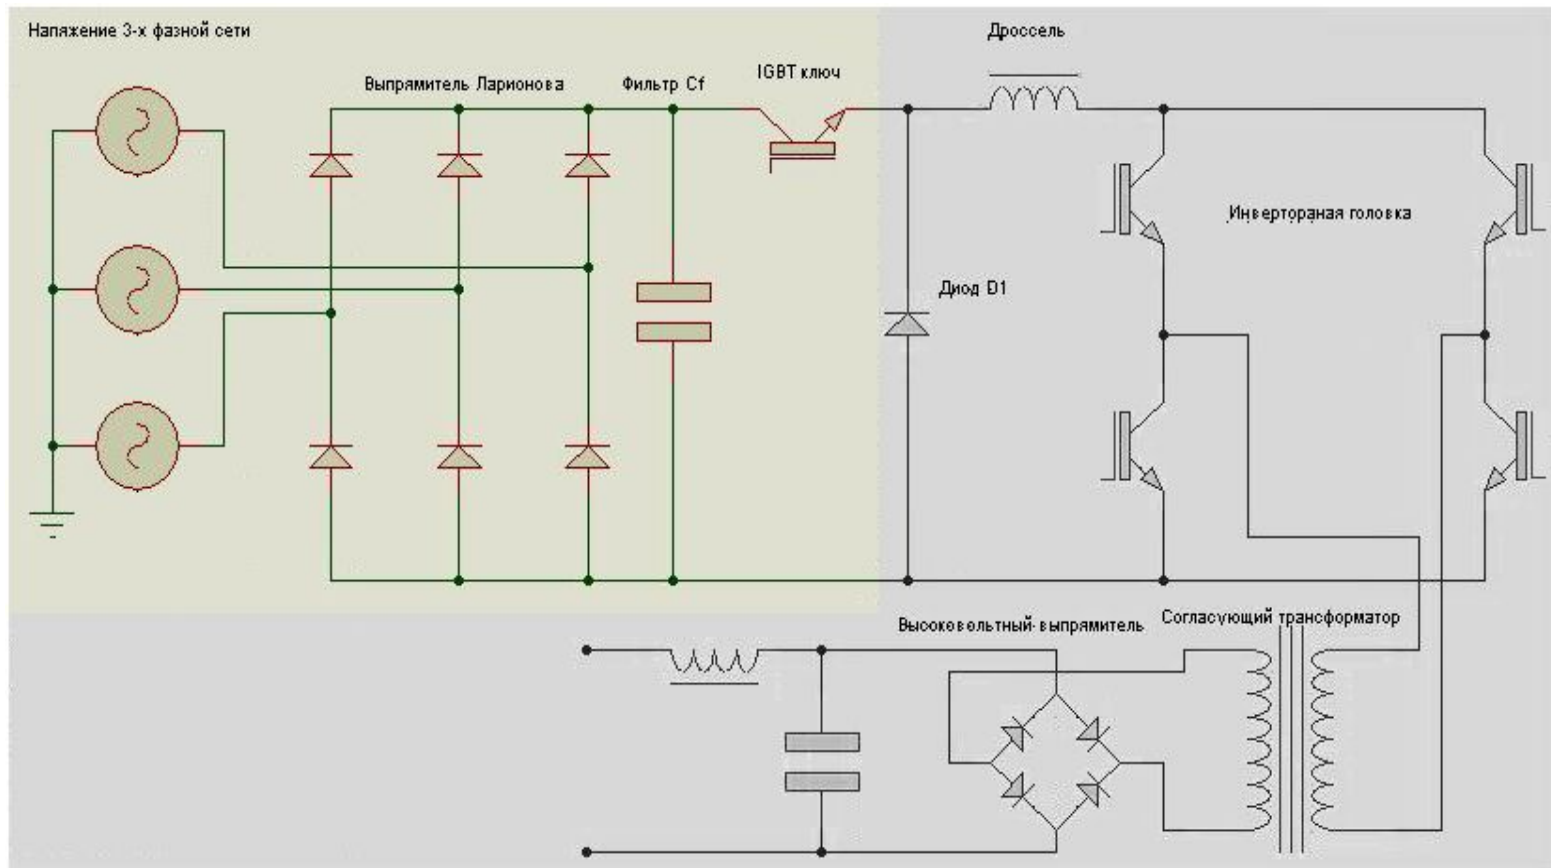 Напяжение 3-х фазной сети
Дроссель
Выпрямитель Ларионова
Фильтр Cf
IGBT ключ
Инвертораная головка
Диод D1
Высоковольтный выпрямитель
Согласующий трансформатор